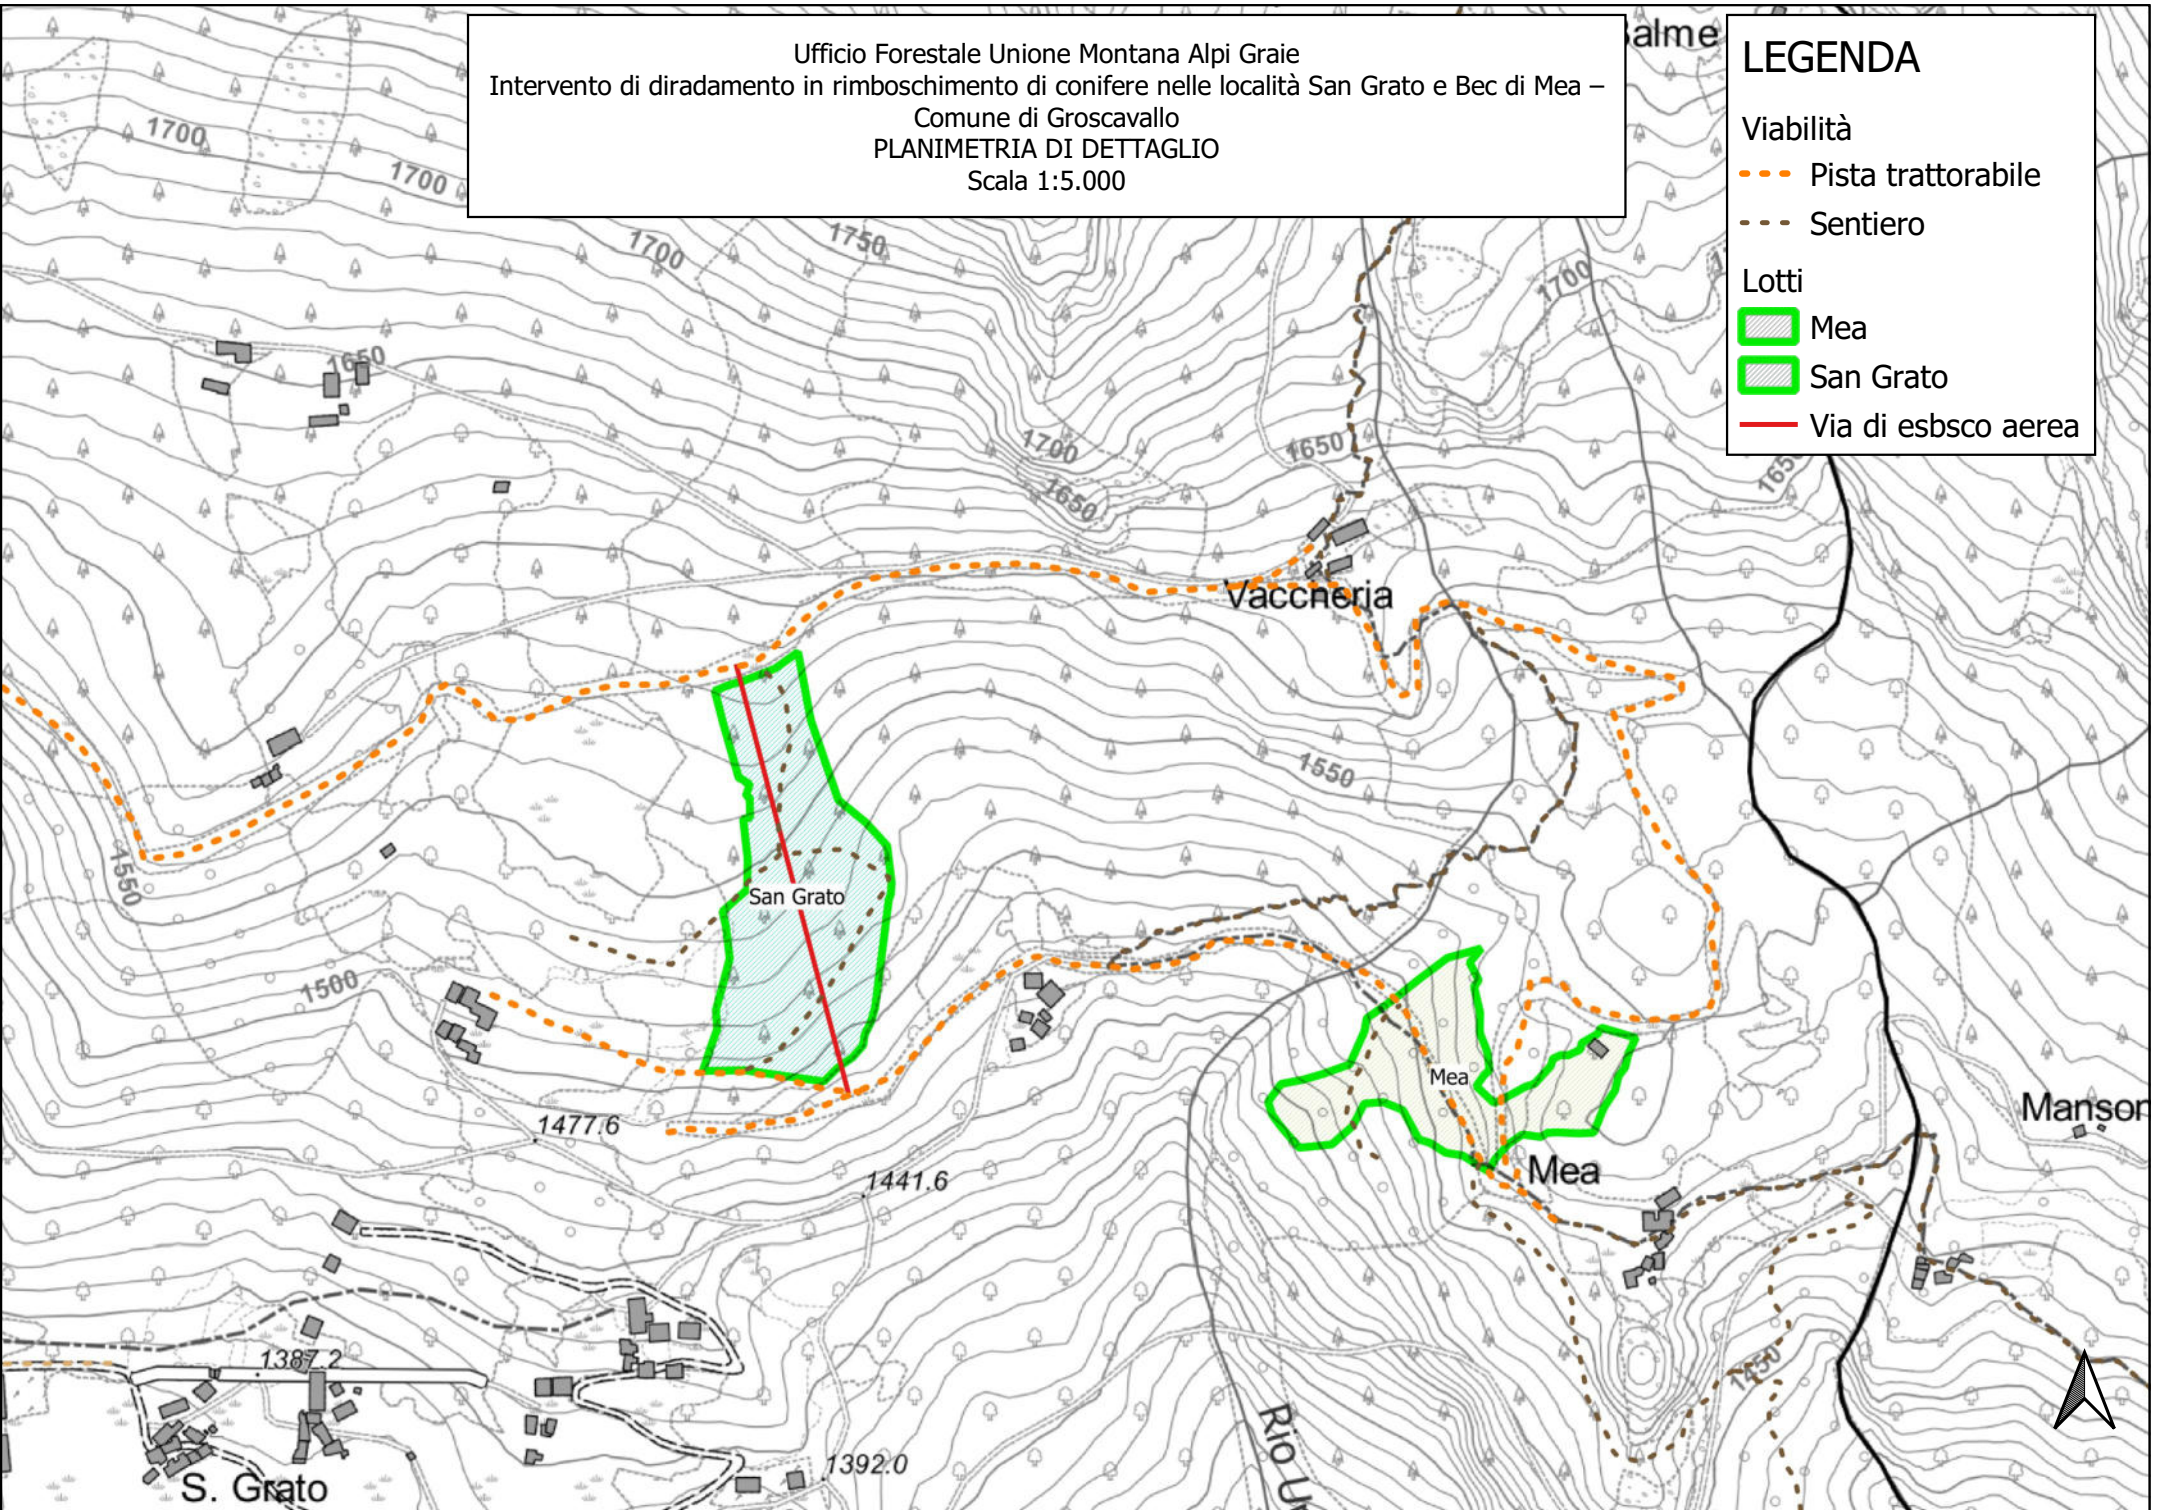 Ufficio Forestale Unione Montana Alpi Graie
Intervento di diradamento in rimboschimento di conifere nelle località San Grato e Bec di Mea –
Comune di Groscavallo
PLANIMETRIA DI DETTAGLIO
Scala 1:5.000
LEGENDA
Viabilità
Pista trattorabile
Sentiero
Lotti
Mea
San Grato
Via di esbsco aerea
1700
1700
1700
1750
1700
1650
1700
1650
1650
1650
Vaccheria
1550
1550
San Grato
1500
Mea
Mea
1477.6
1441.6
1387.2
1392.0
1450
S. Grato